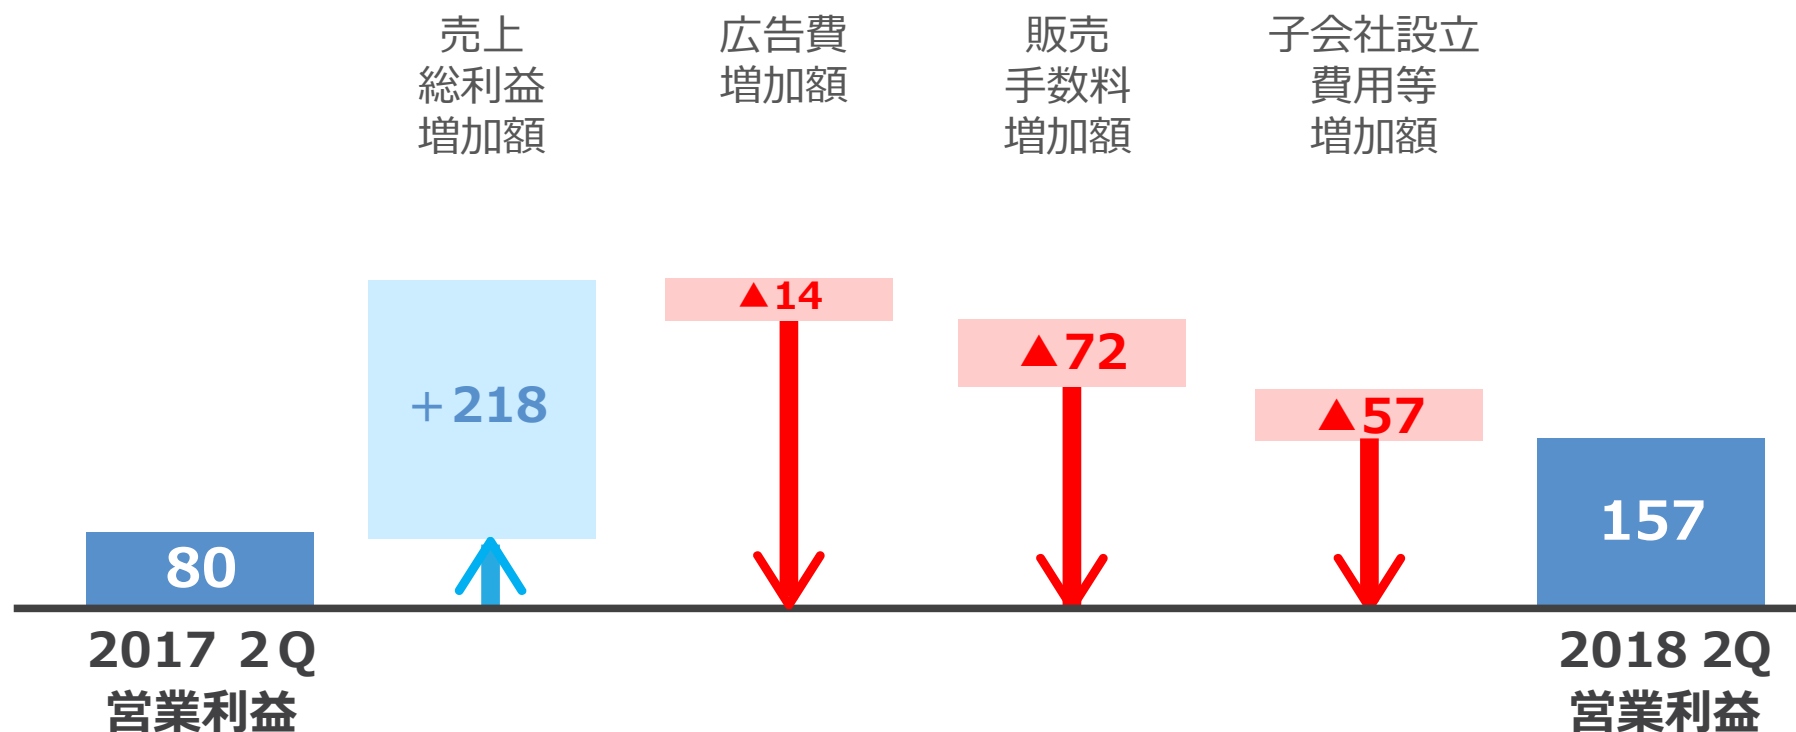 売上
総利益
増加額
広告費
増加額
販売
手数料
増加額
子会社設立
費用等
増加額
80
＋218
▲14
▲72
▲57
157
2017 ２Q
営業利益
2018 2Q
営業利益